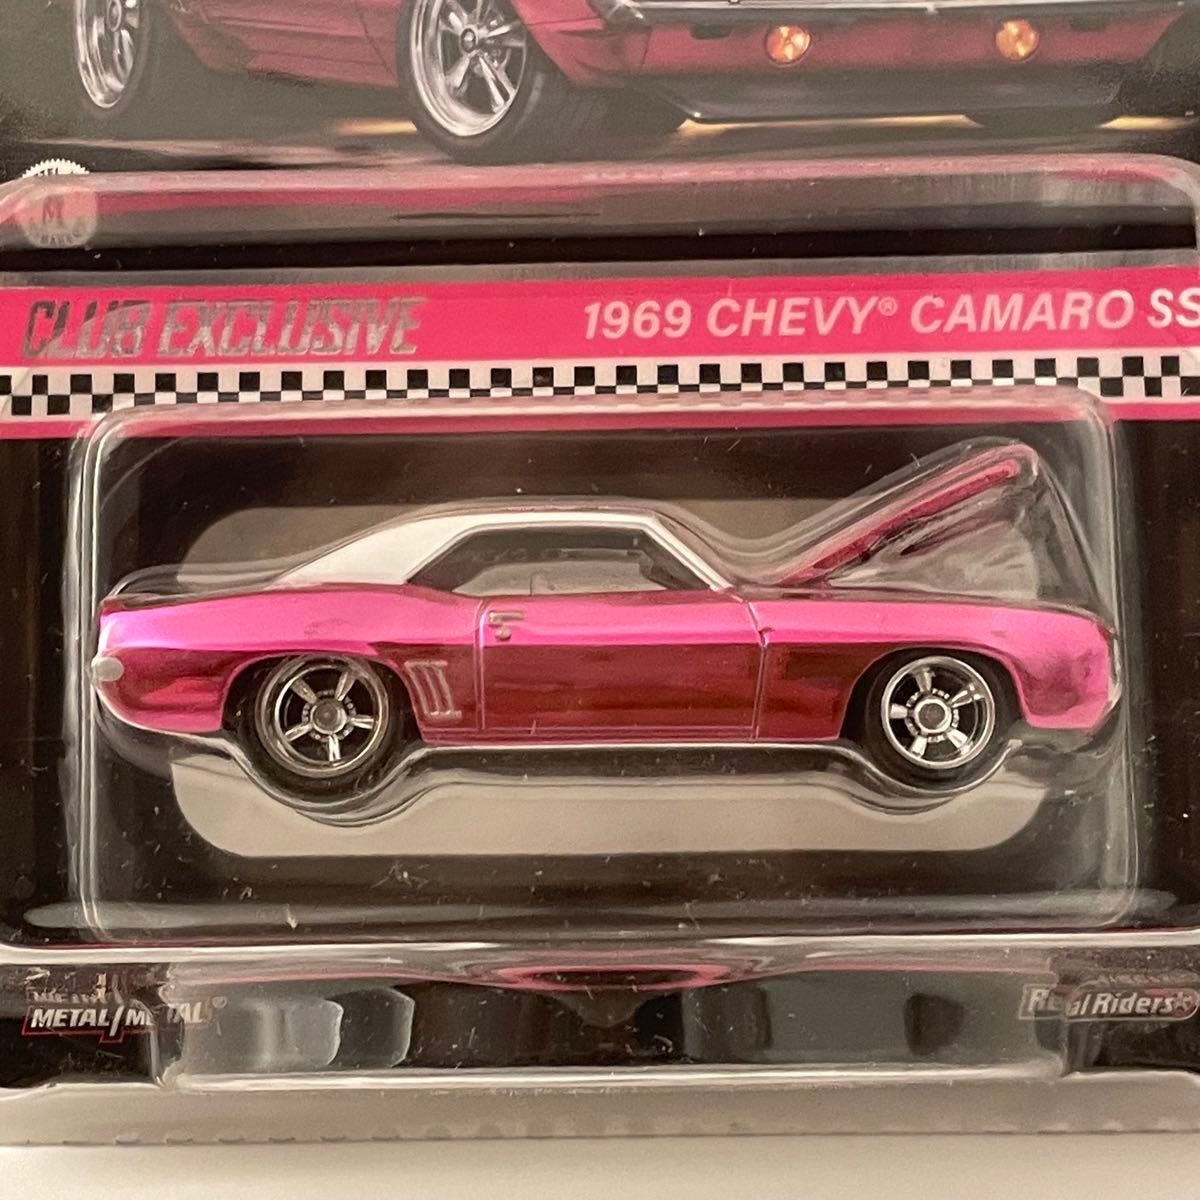 CLUB EXCLUSIVE
1969 CHEVY® CAMARO SS
METAL/METAL®
Real Riders®